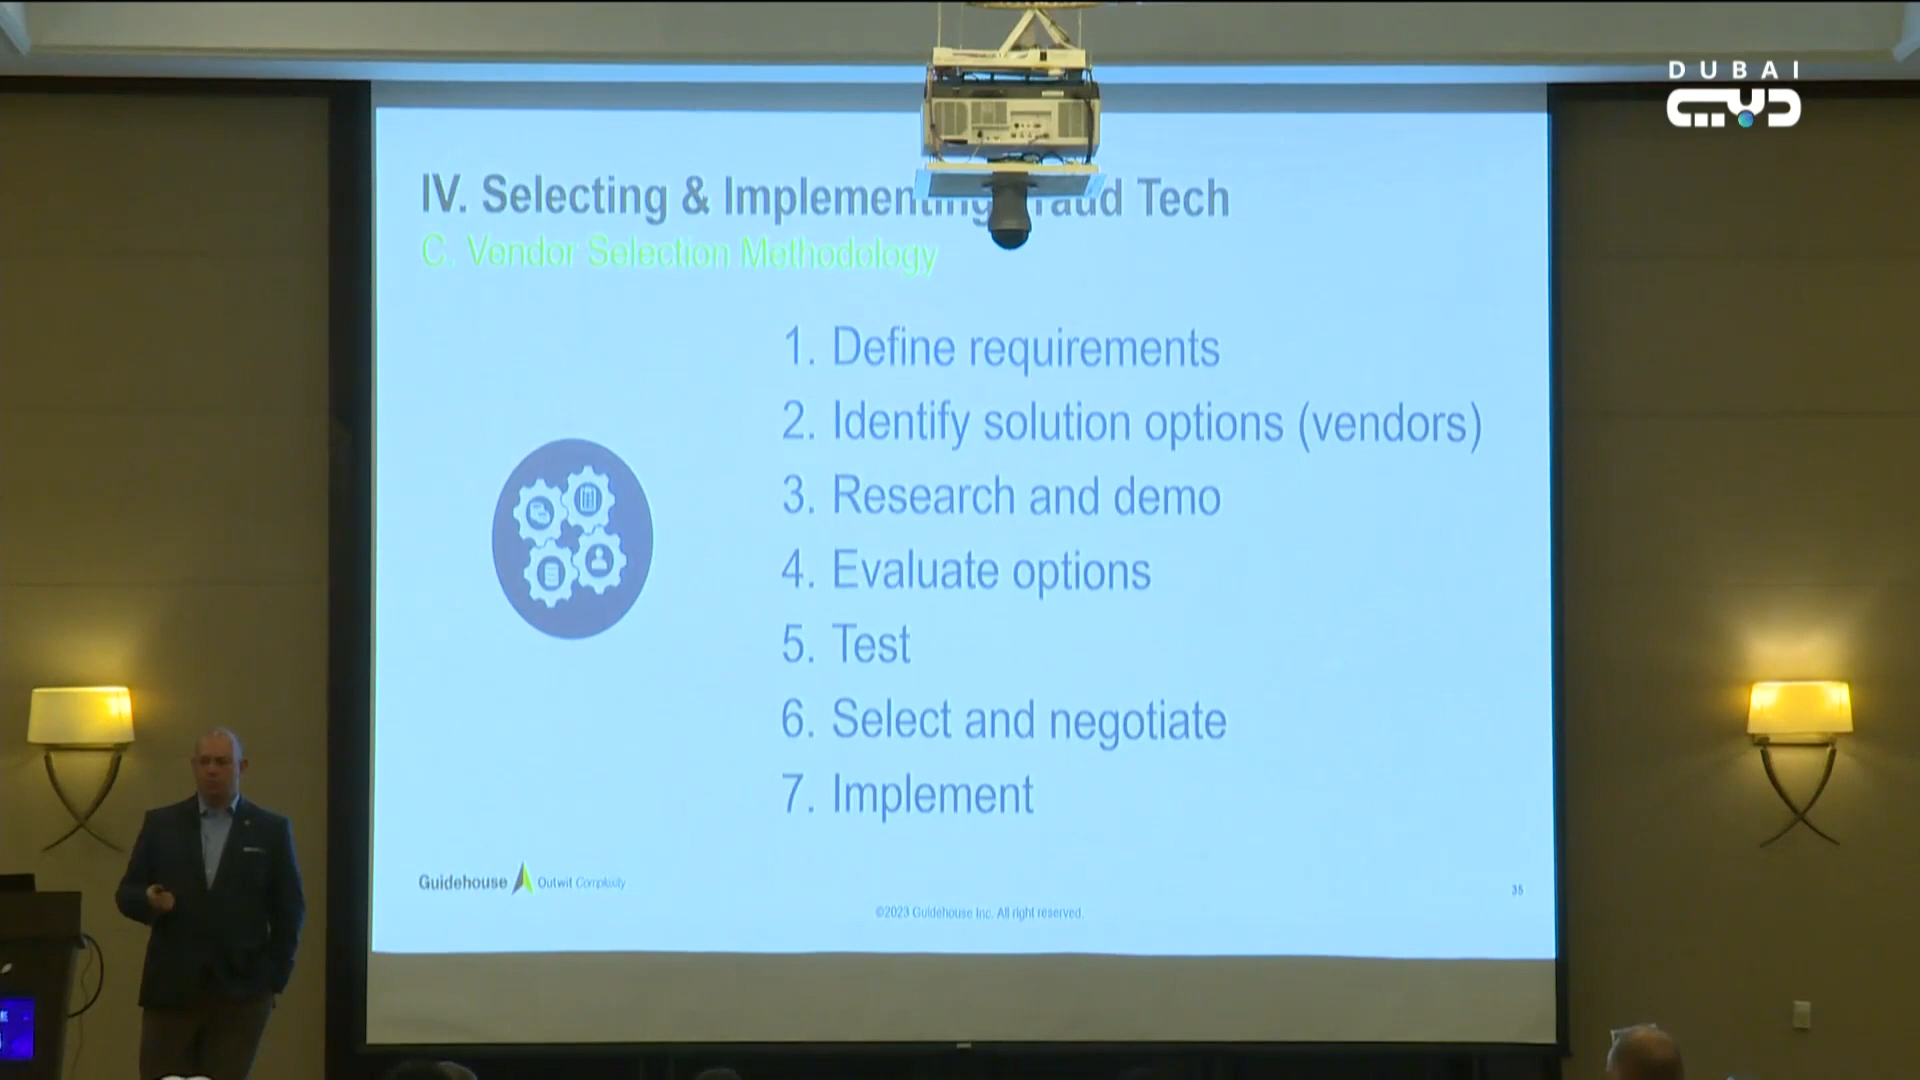 DUBAI
دبي
IV. Selecting & Implementing Fraud Tech
C. Vendor Selection Methodology
1. Define requirements
2. Identify solution options (vendors)
3. Research and demo
4. Evaluate options
5. Test
6. Select and negotiate
7. Implement
Guidehouse Outwit Complexity
35
©2023 Guidehouse Inc. All right reserved.